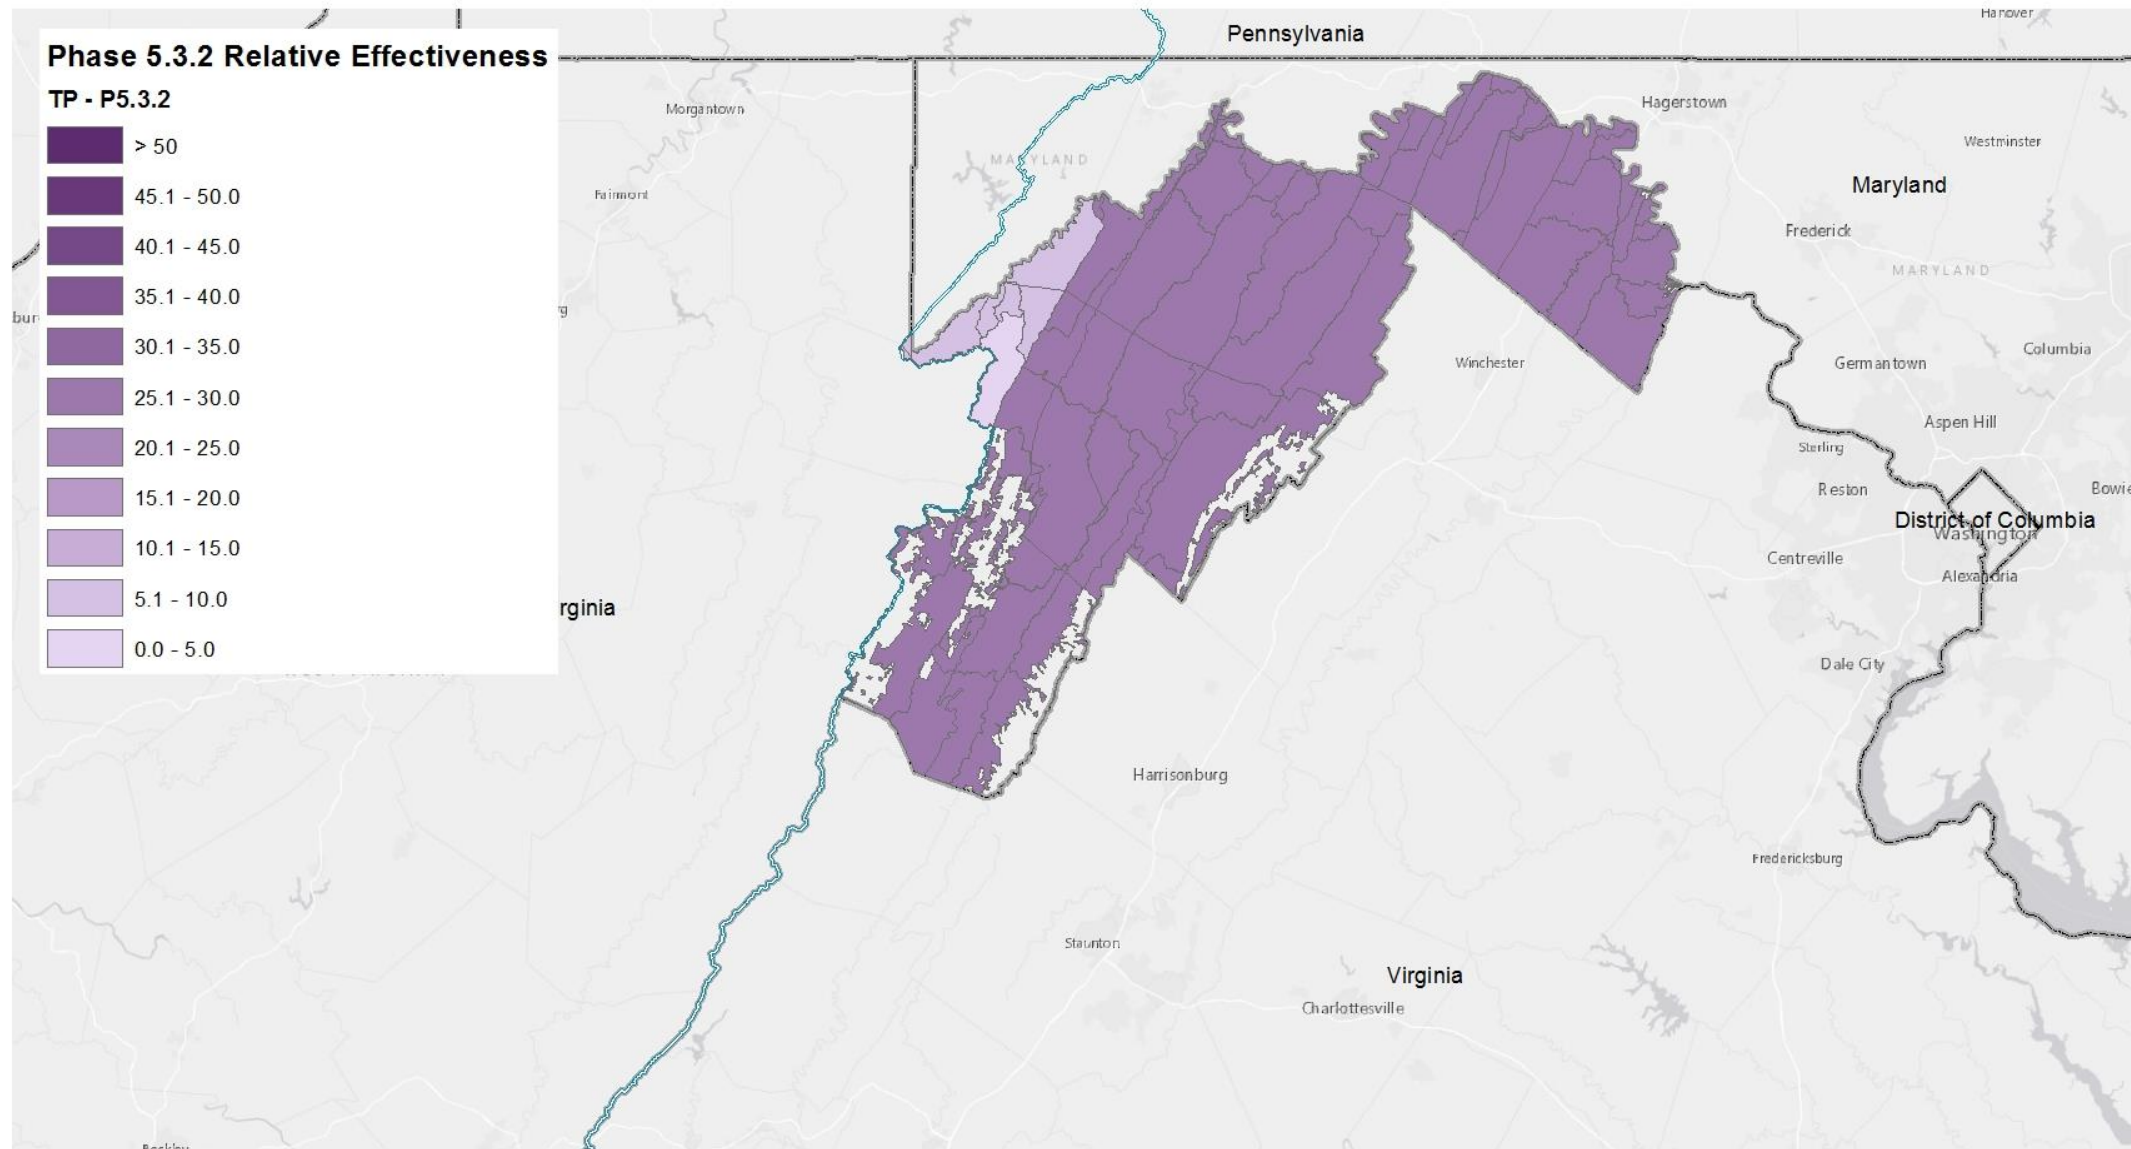 Phase 5.3.2 Relative Effectiveness
TP - P5.3.2
> 50
45.1 - 50.0
40.1 - 45.0
35.1 - 40.0
30.1 - 35.0
25.1 - 30.0
20.1 - 25.0
15.1 - 20.0
10.1 - 15.0
5.1 - 10.0
0.0 - 5.0
Hanover
Pennsylvania
Morgantown
Hagerstown
Westminster
MARYLAND
Fairmont
Maryland
Frederick
MARYLAND
bur
rg
Winchester
Germantown
Columbia
Aspen Hill
Sterling
Reston
Bowie
District of Columbia
Washington
Centreville
Alexandria
rginia
Dale City
Harrisonburg
Fredericksburg
Staunton
Virginia
Charlottesville